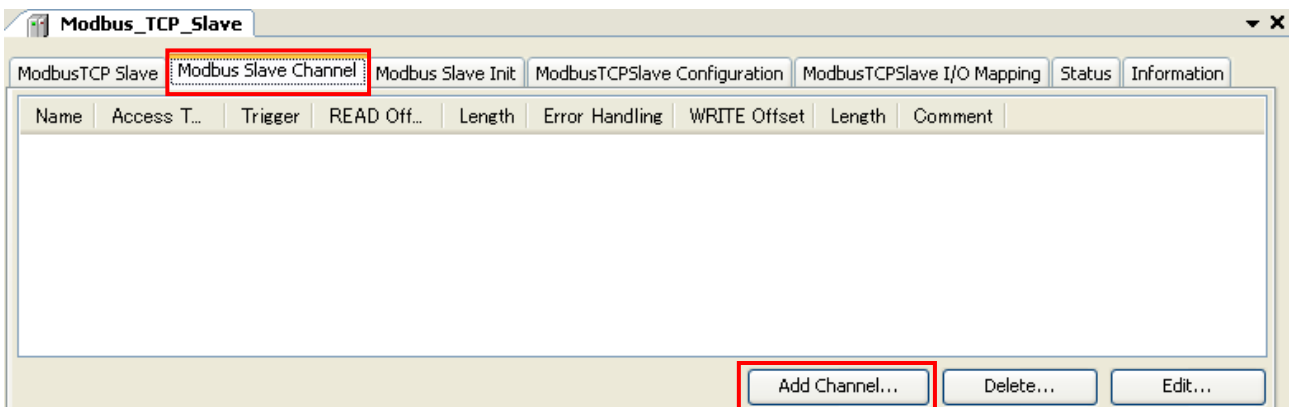 Modbus_TCP_Slave
ModbusTCP Slave Modbus Slave Channel Modbus Slave Init ModbusTCPSlave Configuration ModbusTCPSlave I/O Mapping Status Information
Name Access T... Trigger READ Off... Length Error Handling WRITE Offset Length Comment
Add Channel... Delete... Edit...